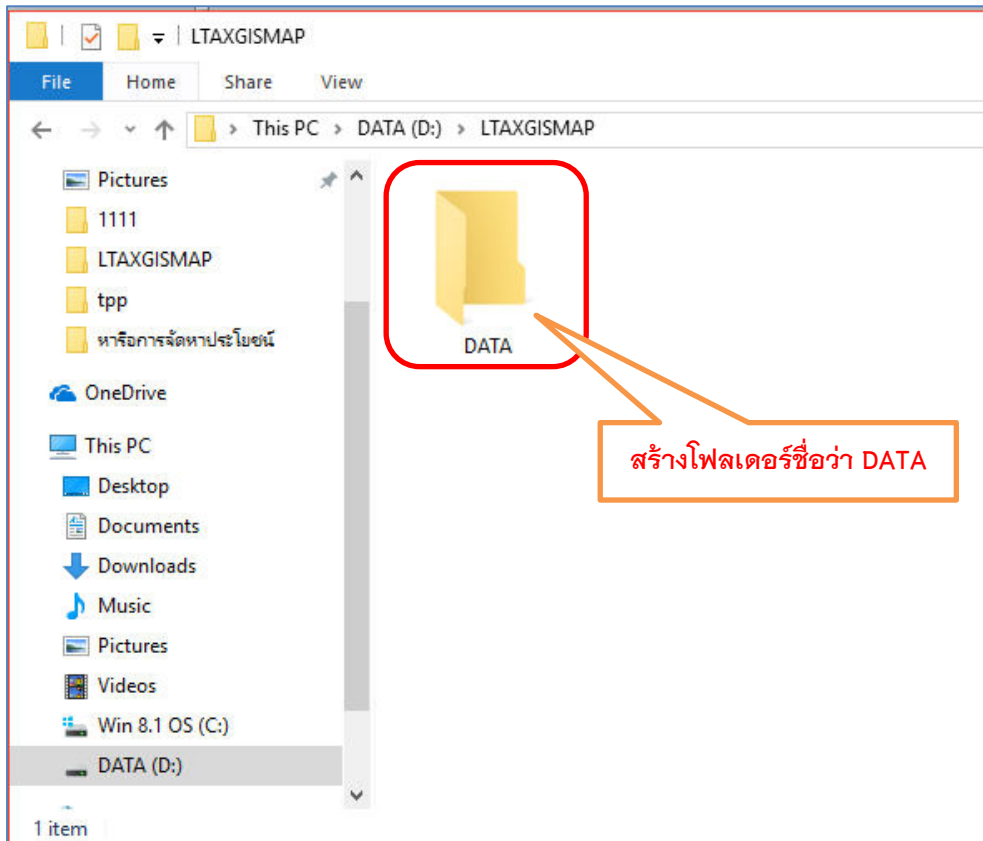 LTAXGISMAP
File Home Share View
This PC > DATA (D:) > LTAXGISMAP
Pictures
1111
LTAXGISMAP
tpp
หารือการจัดหาประโยชน์
OneDrive
This PC
Desktop
Documents
Downloads
Music
Pictures
Videos
Win 8.1 OS (C:)
DATA (D:)
DATA
สร้างโฟลเดอร์ชื่อว่า DATA
1 item